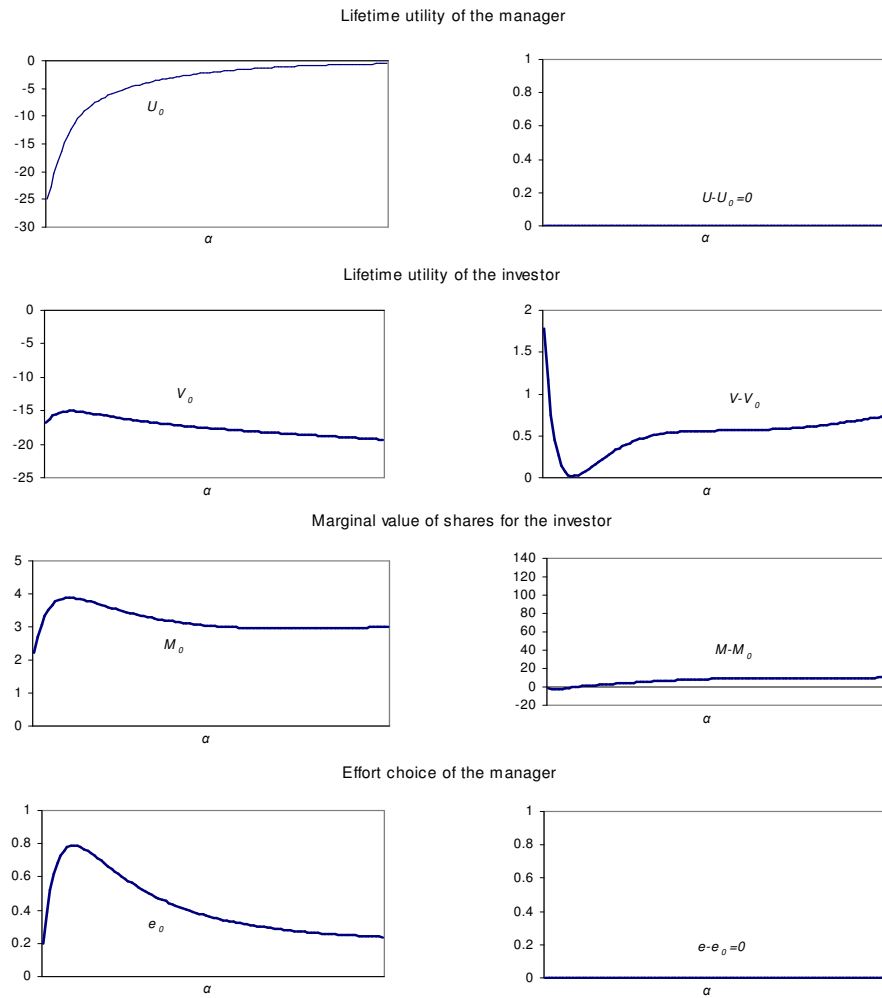 Lifetime utility of the manager
0
-5
-10
-15
-20
-25
-30
U₀
α
1
0.8
0.6
0.4
0.2
0
U-U₀=0
α
Lifetime utility of the investor
0
-5
-10
-15
-20
-25
V₀
α
2
1.5
1
0.5
0
V-V₀
α
Marginal value of shares for the investor
5
4
3
2
1
0
M₀
α
140
120
100
80
60
40
20
0
-20
M-M₀
α
Effort choice of the manager
1
0.8
0.6
0.4
0.2
0
e₀
α
1
0.8
0.6
0.4
0.2
0
e-e₀=0
α